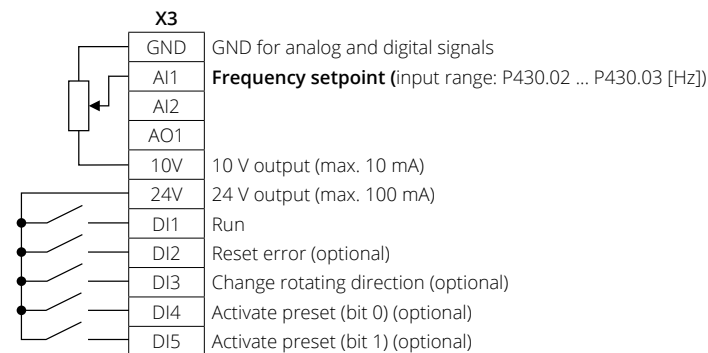 X3
GND GND for analog and digital signals
AI1 Frequency setpoint (input range: P430.02 ... P430.03 [Hz])
AI2
AO1
10V 10 V output (max. 10 mA)
24V 24 V output (max. 100 mA)
DI1 Run
DI2 Reset error (optional)
DI3 Change rotating direction (optional)
DI4 Activate preset (bit 0) (optional)
DI5 Activate preset (bit 1) (optional)